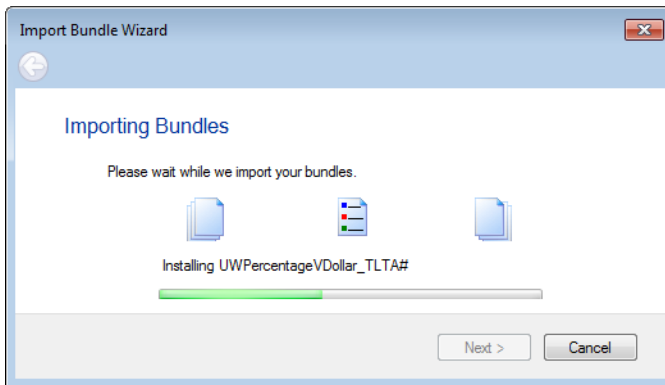 Import Bundle Wizard
Importing Bundles
Please wait while we import your bundles.
Installing UWPercentageVDollar_TLTA#
Next >
Cancel